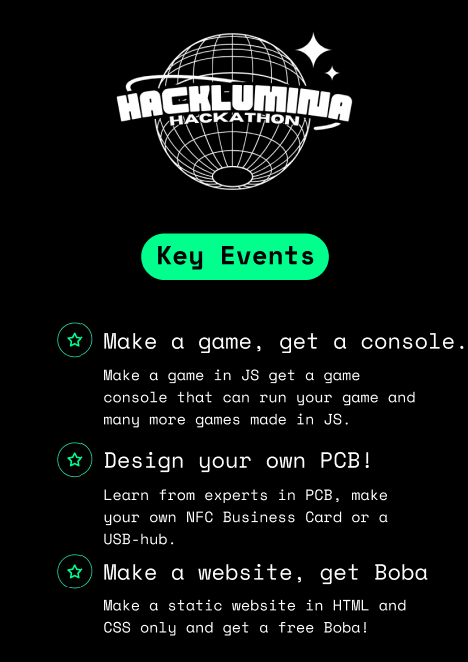 HACKLUMINA
HACKATHON
Key Events
Make a game, get a console.
Make a game in JS get a game
console that can run your game and
many more games made in JS.
Design your own PCB!
Learn from experts in PCB, make
your own NFC Business Card or a
USB-hub.
Make a website, get Boba
Make a static website in HTML and
CSS only and get a free Boba!